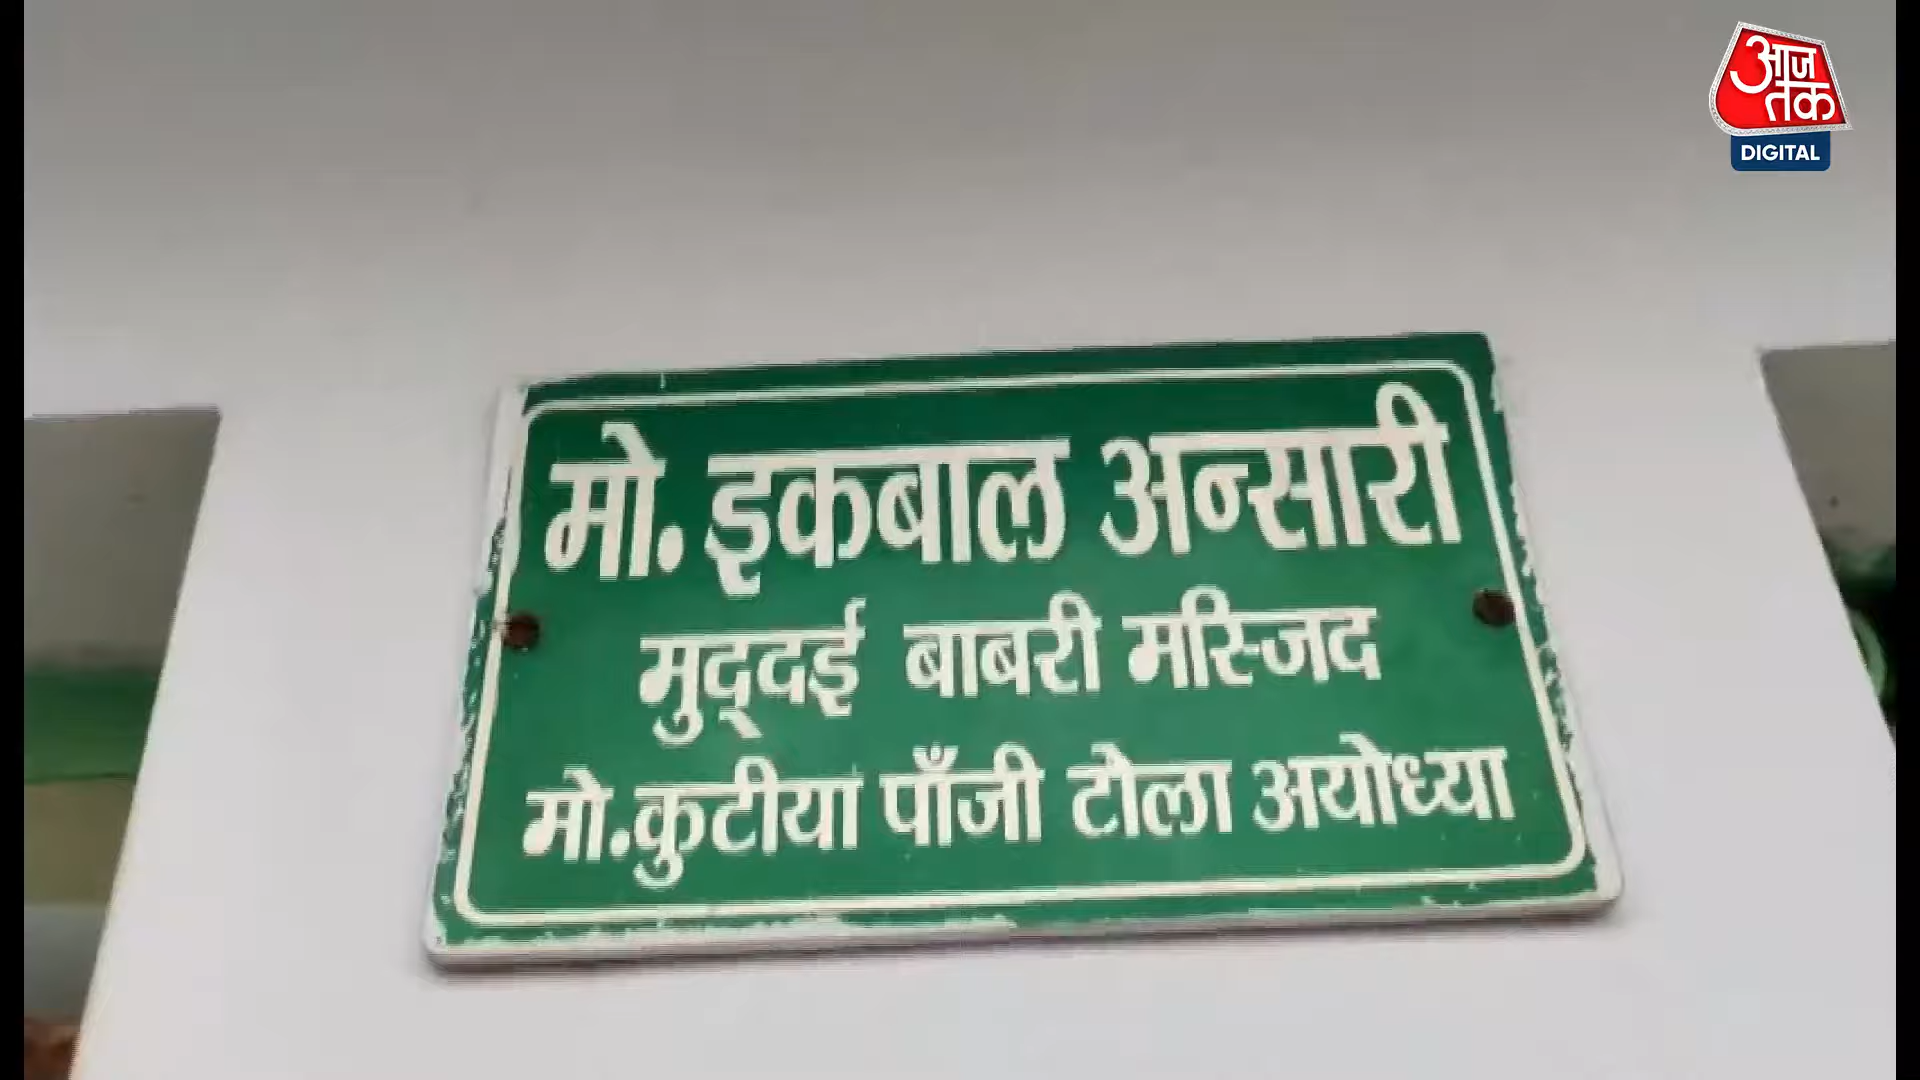 आज
तक
DIGITAL
मो. इकबाल अन्सारी
मुद्‌दई बाबरी मस्जिद
मो.कुटीया पाँजी टोला अयोध्या